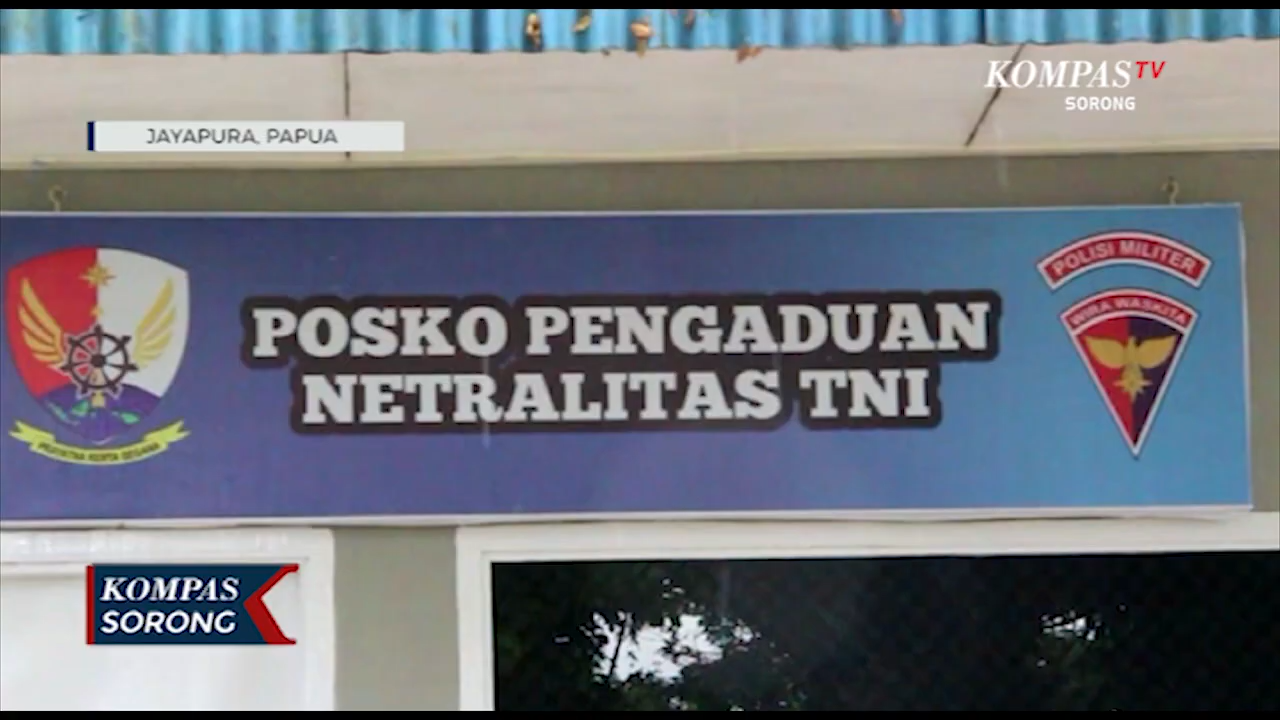 KOMPASTV
SORONG
JAYAPURA, PAPUA
POLISI MILITER
WIRA WASKITA
POSKO PENGADUAN
NETRALITAS TNI
KOMPAS
SORONG